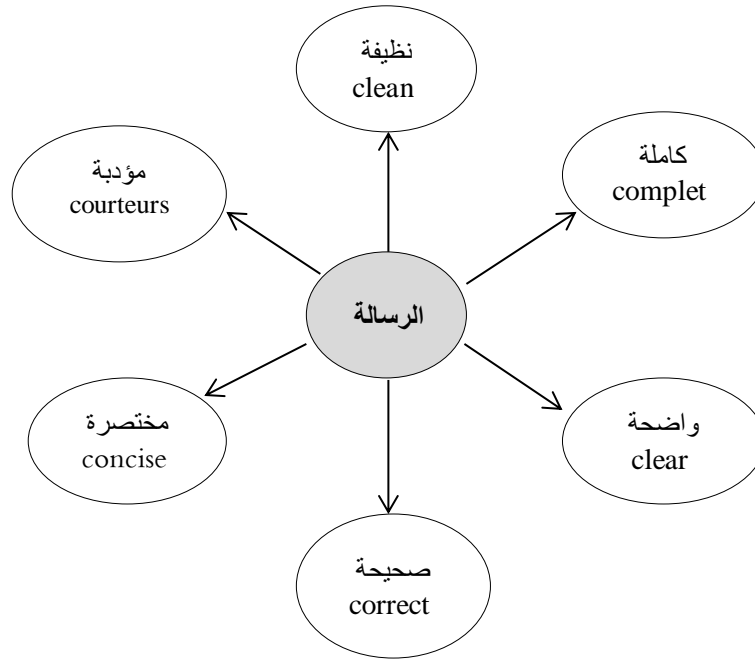 نظيفة
clean
مؤدبة
courteurs
كاملة
complet
الرسالة
مختصرة
concise
واضحة
clear
صحيحة
correct